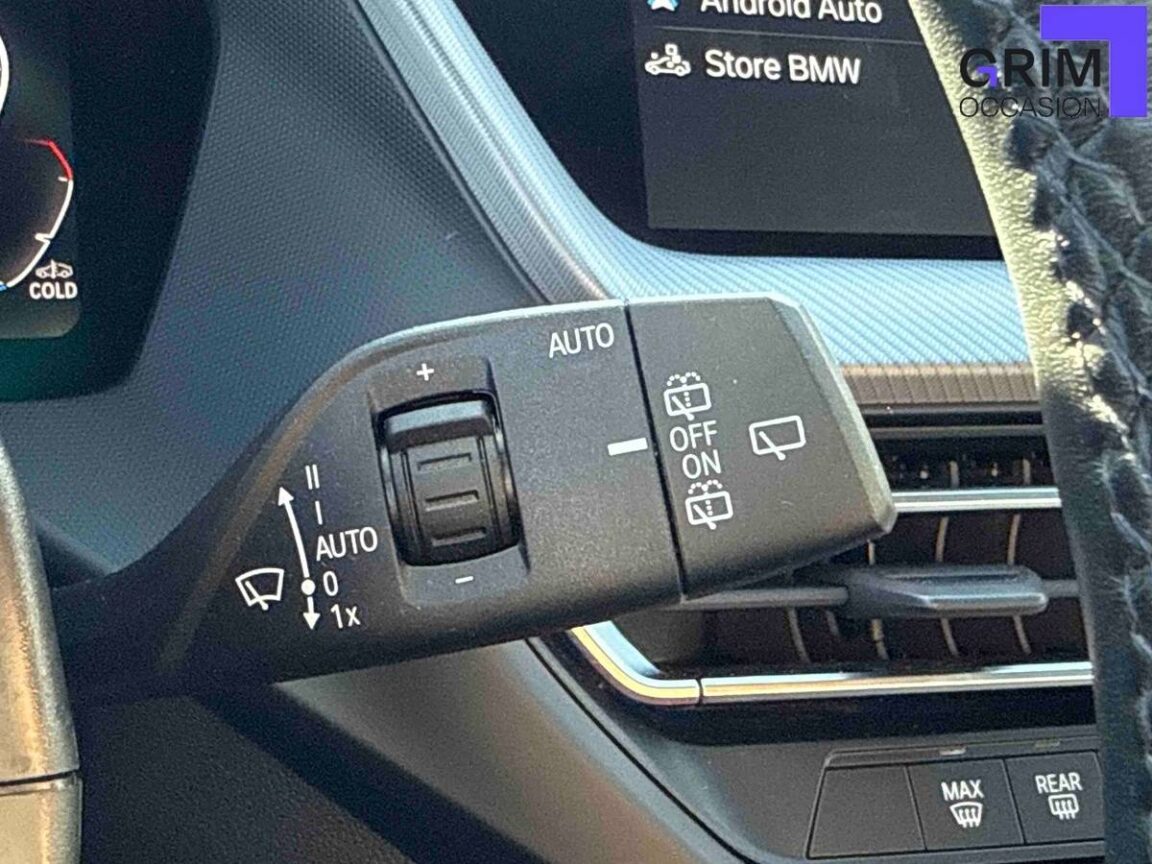 Android Auto
Store BMW
GRIM
OCCASION
COLD
AUTO
+
OFF
ON
II
I
AUTO
0
1x
-
MAX
REAR